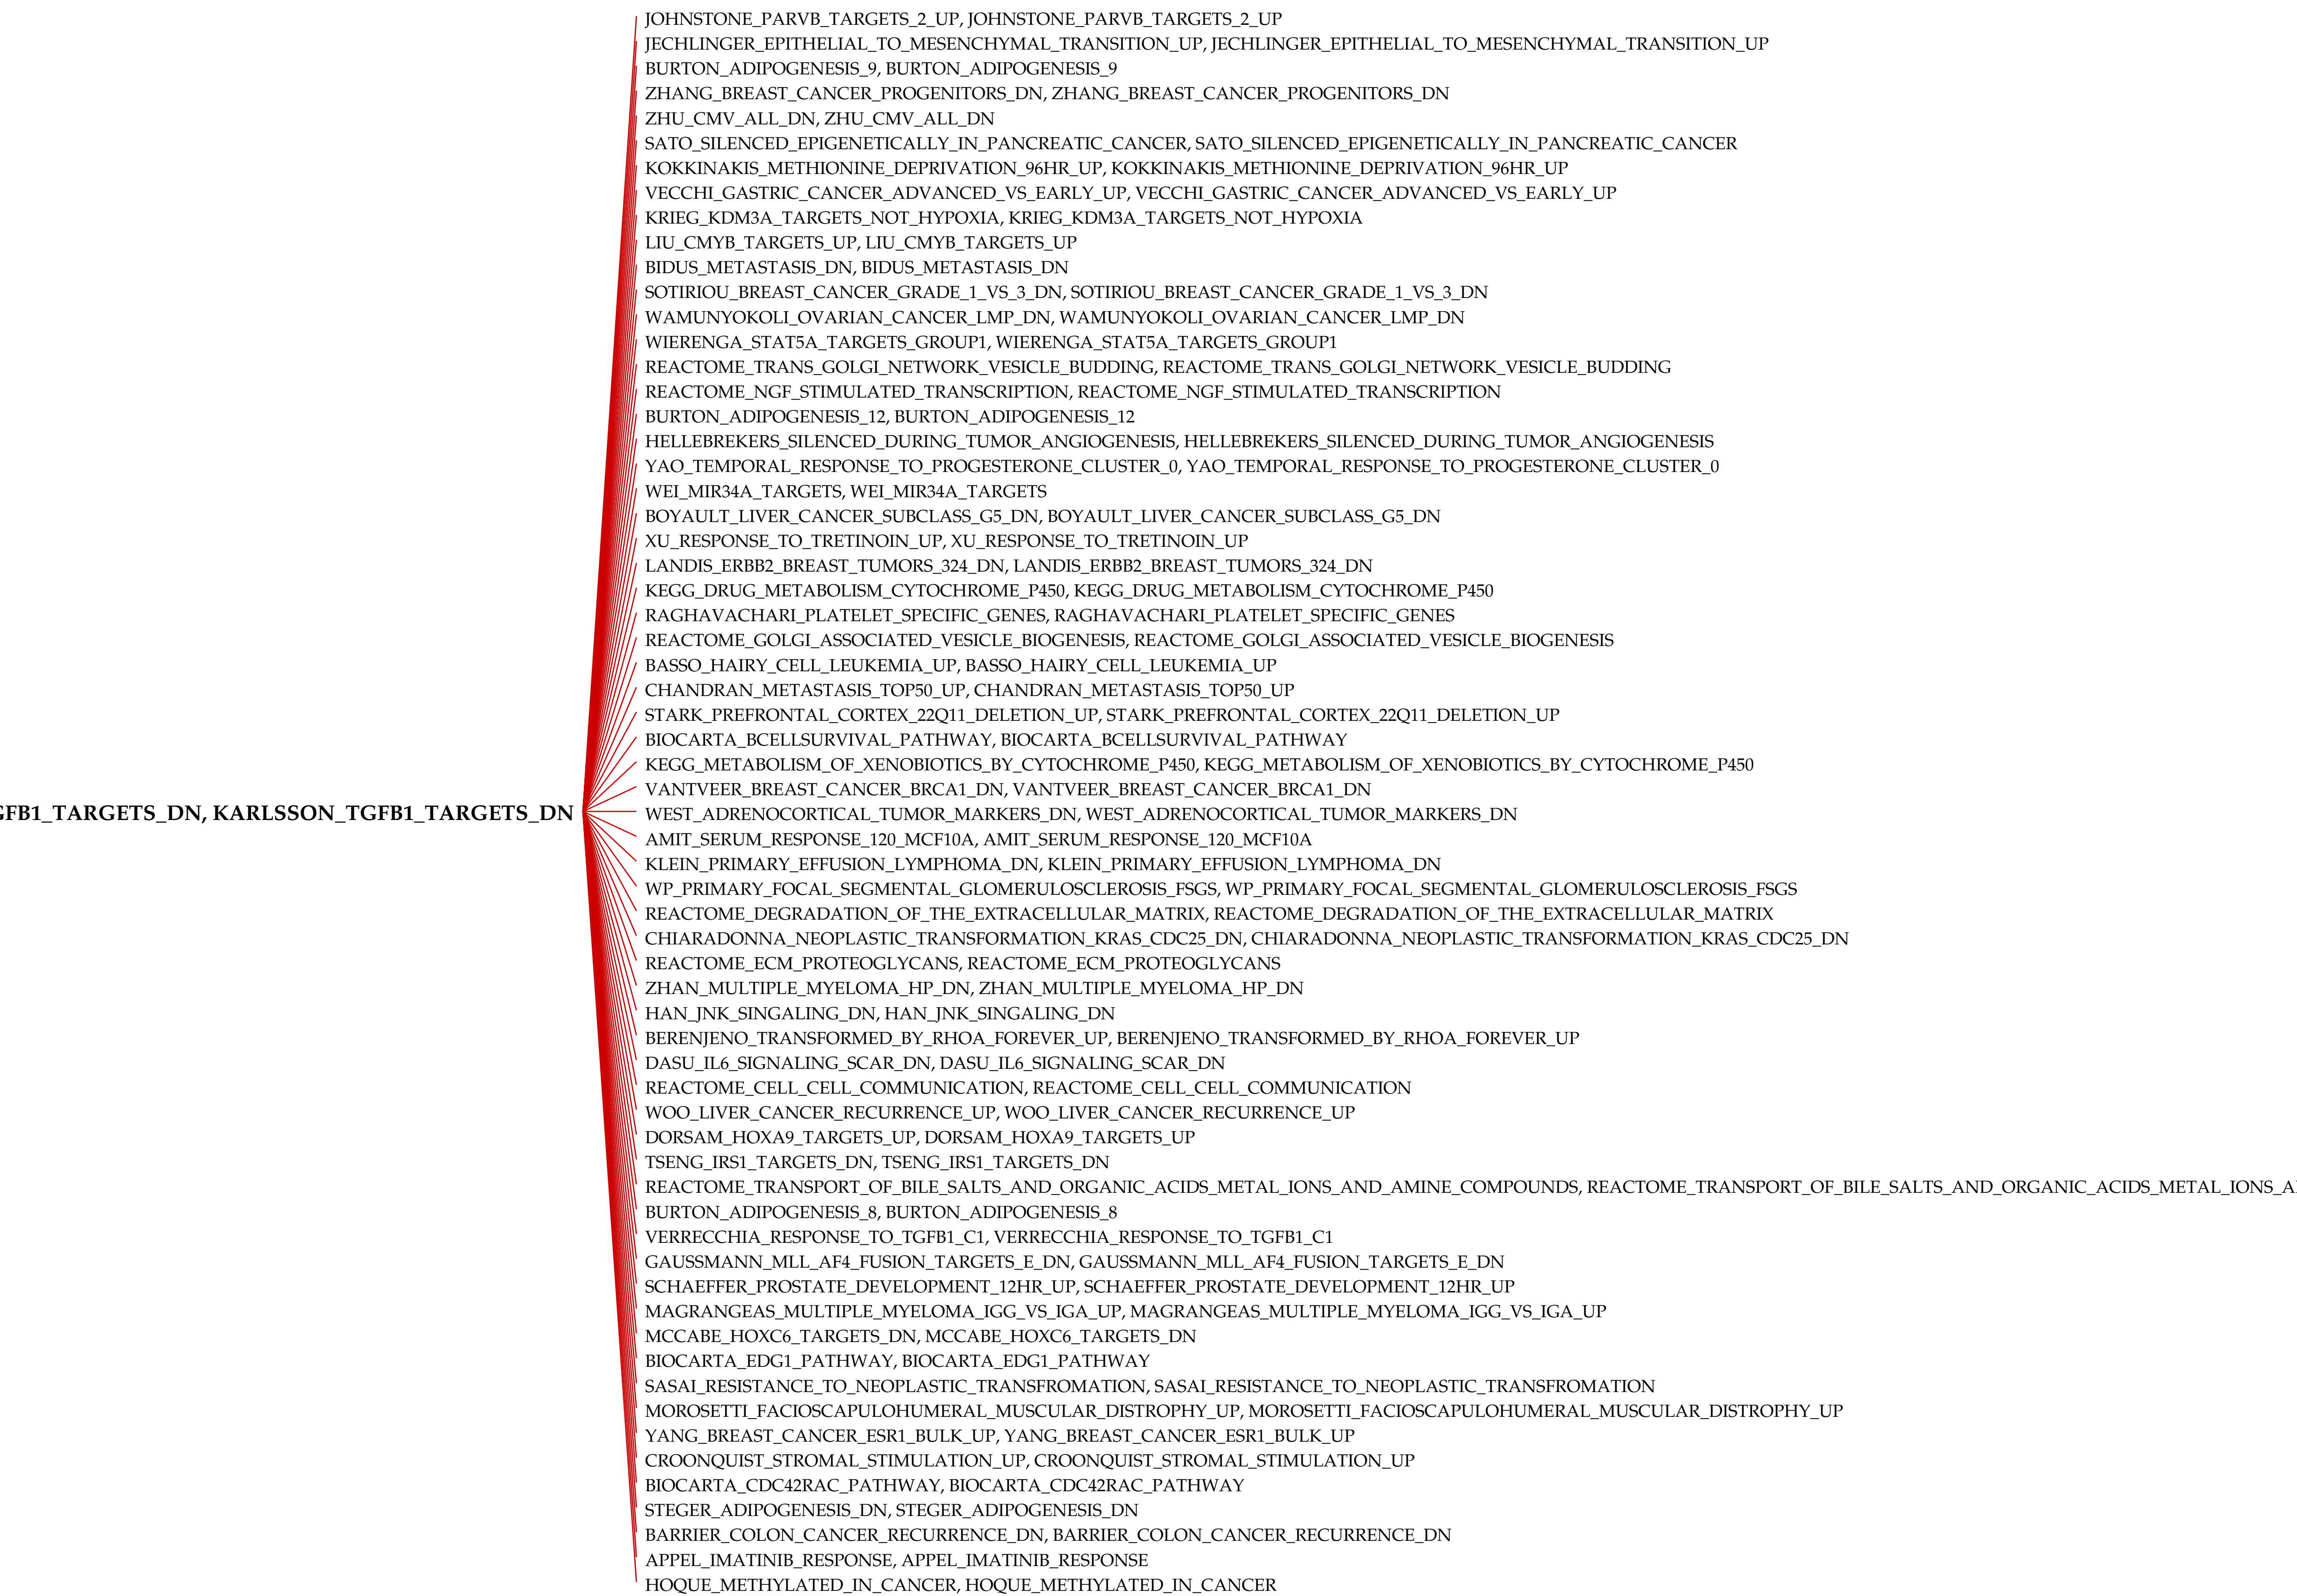 JOHNSTONE_PARVB_TARGETS_2_UP, JOHNSTONE_PARVB_TARGETS_2_UP
JECHLINGER_EPITHELIAL_TO_MESENCHYMAL_TRANSITION_UP, JECHLINGER_EPITHELIAL_TO_MESENCHYMAL_TRANSITION_UP
BURTON_ADIPOGENESIS_9, BURTON_ADIPOGENESIS_9
ZHANG_BREAST_CANCER_PROGENITORS_DN, ZHANG_BREAST_CANCER_PROGENITORS_DN
ZHU_CMV_ALL_DN, ZHU_CMV_ALL_DN
SATO_SILENCED_EPIGENETICALLY_IN_PANCREATIC_CANCER, SATO_SILENCED_EPIGENETICALLY_IN_PANCREATIC_CANCER
KOKKINAKIS_METHIONINE_DEPRIVATION_96HR_UP, KOKKINAKIS_METHIONINE_DEPRIVATION_96HR_UP
VECCHI_GASTRIC_CANCER_ADVANCED_VS_EARLY_UP, VECCHI_GASTRIC_CANCER_ADVANCED_VS_EARLY_UP
KRIEG_KDM3A_TARGETS_NOT_HYPOXIA, KRIEG_KDM3A_TARGETS_NOT_HYPOXIA
LIU_CMYB_TARGETS_UP, LIU_CMYB_TARGETS_UP
BIDUS_METASTASIS_DN, BIDUS_METASTASIS_DN
SOTIRIOU_BREAST_CANCER_GRADE_1_VS_3_DN, SOTIRIOU_BREAST_CANCER_GRADE_1_VS_3_DN
WAMUNYOKOLI_OVARIAN_CANCER_LMP_DN, WAMUNYOKOLI_OVARIAN_CANCER_LMP_DN
WIERENGA_STAT5A_TARGETS_GROUP1, WIERENGA_STAT5A_TARGETS_GROUP1
REACTOME_TRANS_GOLGI_NETWORK_VESICLE_BUDDING, REACTOME_TRANS_GOLGI_NETWORK_VESICLE_BUDDING
REACTOME_NGF_STIMULATED_TRANSCRIPTION, REACTOME_NGF_STIMULATED_TRANSCRIPTION
BURTON_ADIPOGENESIS_12, BURTON_ADIPOGENESIS_12
HELLEBREKERS_SILENCED_DURING_TUMOR_ANGIOGENESIS, HELLEBREKERS_SILENCED_DURING_TUMOR_ANGIOGENESIS
YAO_TEMPORAL_RESPONSE_TO_PROGESTERONE_CLUSTER_0, YAO_TEMPORAL_RESPONSE_TO_PROGESTERONE_CLUSTER_0
WEI_MIR34A_TARGETS, WEI_MIR34A_TARGETS
BOYAULT_LIVER_CANCER_SUBCLASS_G5_DN, BOYAULT_LIVER_CANCER_SUBCLASS_G5_DN
XU_RESPONSE_TO_TRETINOIN_UP, XU_RESPONSE_TO_TRETINOIN_UP
LANDIS_ERBB2_BREAST_TUMORS_324_DN, LANDIS_ERBB2_BREAST_TUMORS_324_DN
KEGG_DRUG_METABOLISM_CYTOCHROME_P450, KEGG_DRUG_METABOLISM_CYTOCHROME_P450
RAGHAVACHARI_PLATELET_SPECIFIC_GENES, RAGHAVACHARI_PLATELET_SPECIFIC_GENES
REACTOME_GOLGI_ASSOCIATED_VESICLE_BIOGENESIS, REACTOME_GOLGI_ASSOCIATED_VESICLE_BIOGENESIS
BASSO_HAIRY_CELL_LEUKEMIA_UP, BASSO_HAIRY_CELL_LEUKEMIA_UP
CHANDRAN_METASTASIS_TOP50_UP, CHANDRAN_METASTASIS_TOP50_UP
STARK_PREFRONTAL_CORTEX_22Q11_DELETION_UP, STARK_PREFRONTAL_CORTEX_22Q11_DELETION_UP
BIOCARTA_BCELLSURVIVAL_PATHWAY, BIOCARTA_BCELLSURVIVAL_PATHWAY
KEGG_METABOLISM_OF_XENOBIOTICS_BY_CYTOCHROME_P450, KEGG_METABOLISM_OF_XENOBIOTICS_BY_CYTOCHROME_P450
VANTVEER_BREAST_CANCER_BRCA1_DN, VANTVEER_BREAST_CANCER_BRCA1_DN
GFB1_TARGETS_DN, KARLSSON_TGFB1_TARGETS_DN
WEST_ADRENOCORTICAL_TUMOR_MARKERS_DN, WEST_ADRENOCORTICAL_TUMOR_MARKERS_DN
AMIT_SERUM_RESPONSE_120_MCF10A, AMIT_SERUM_RESPONSE_120_MCF10A
KLEIN_PRIMARY_EFFUSION_LYMPHOMA_DN, KLEIN_PRIMARY_EFFUSION_LYMPHOMA_DN
WP_PRIMARY_FOCAL_SEGMENTAL_GLOMERULOSCLEROSIS_FSGS, WP_PRIMARY_FOCAL_SEGMENTAL_GLOMERULOSCLEROSIS_FSGS
REACTOME_DEGRADATION_OF_THE_EXTRACELLULAR_MATRIX, REACTOME_DEGRADATION_OF_THE_EXTRACELLULAR_MATRIX
CHIARADONNA_NEOPLASTIC_TRANSFORMATION_KRAS_CDC25_DN, CHIARADONNA_NEOPLASTIC_TRANSFORMATION_KRAS_CDC25_DN
REACTOME_ECM_PROTEOGLYCANS, REACTOME_ECM_PROTEOGLYCANS
ZHAN_MULTIPLE_MYELOMA_HP_DN, ZHAN_MULTIPLE_MYELOMA_HP_DN
HAN_JNK_SINGALING_DN, HAN_JNK_SINGALING_DN
BERENJENO_TRANSFORMED_BY_RHOA_FOREVER_UP, BERENJENO_TRANSFORMED_BY_RHOA_FOREVER_UP
DASU_IL6_SIGNALING_SCAR_DN, DASU_IL6_SIGNALING_SCAR_DN
REACTOME_CELL_CELL_COMMUNICATION, REACTOME_CELL_CELL_COMMUNICATION
WOO_LIVER_CANCER_RECURRENCE_UP, WOO_LIVER_CANCER_RECURRENCE_UP
DORSAM_HOXA9_TARGETS_UP, DORSAM_HOXA9_TARGETS_UP
TSENG_IRS1_TARGETS_DN, TSENG_IRS1_TARGETS_DN
REACTOME_TRANSPORT_OF_BILE_SALTS_AND_ORGANIC_ACIDS_METAL_IONS_AND_AMINE_COMPOUNDS, REACTOME_TRANSPORT_OF_BILE_SALTS_AND_ORGANIC_ACIDS_METAL_IONS_A
BURTON_ADIPOGENESIS_8, BURTON_ADIPOGENESIS_8
VERRECCHIA_RESPONSE_TO_TGFB1_C1, VERRECCHIA_RESPONSE_TO_TGFB1_C1
GAUSSMANN_MLL_AF4_FUSION_TARGETS_E_DN, GAUSSMANN_MLL_AF4_FUSION_TARGETS_E_DN
SCHAEFFER_PROSTATE_DEVELOPMENT_12HR_UP, SCHAEFFER_PROSTATE_DEVELOPMENT_12HR_UP
MAGRANGEAS_MULTIPLE_MYELOMA_IGG_VS_IGA_UP, MAGRANGEAS_MULTIPLE_MYELOMA_IGG_VS_IGA_UP
MCCABE_HOXC6_TARGETS_DN, MCCABE_HOXC6_TARGETS_DN
BIOCARTA_EDG1_PATHWAY, BIOCARTA_EDG1_PATHWAY
SASAI_RESISTANCE_TO_NEOPLASTIC_TRANSFROMATION, SASAI_RESISTANCE_TO_NEOPLASTIC_TRANSFROMATION
MOROSETTI_FACIOSCAPULOHUMERAL_MUSCULAR_DISTROPHY_UP, MOROSETTI_FACIOSCAPULOHUMERAL_MUSCULAR_DISTROPHY_UP
YANG_BREAST_CANCER_ESR1_BULK_UP, YANG_BREAST_CANCER_ESR1_BULK_UP
CROONQUIST_STROMAL_STIMULATION_UP, CROONQUIST_STROMAL_STIMULATION_UP
BIOCARTA_CDC42RAC_PATHWAY, BIOCARTA_CDC42RAC_PATHWAY
STEGER_ADIPOGENESIS_DN, STEGER_ADIPOGENESIS_DN
BARRIER_COLON_CANCER_RECURRENCE_DN, BARRIER_COLON_CANCER_RECURRENCE_DN
APPEL_IMATINIB_RESPONSE, APPEL_IMATINIB_RESPONSE
HOQUE_METHYLATED_IN_CANCER, HOQUE_METHYLATED_IN_CANCER